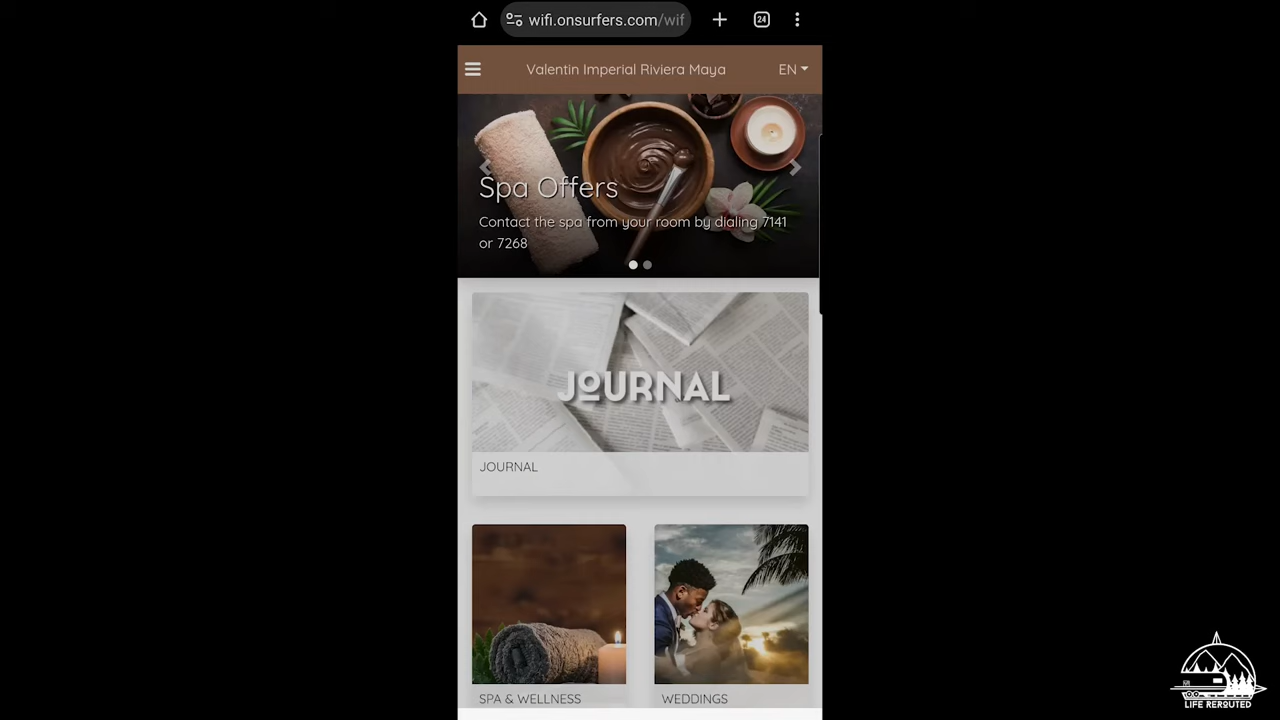 wifi.onsurfers.com/wif
24
Valentin Imperial Riviera Maya
EN
Spa Offers
Contact the spa from your room by dialing 7141
or 7268
JOURNAL
JOURNAL
SPA & WELLNESS
WEDDINGS
LIFE REROUTED